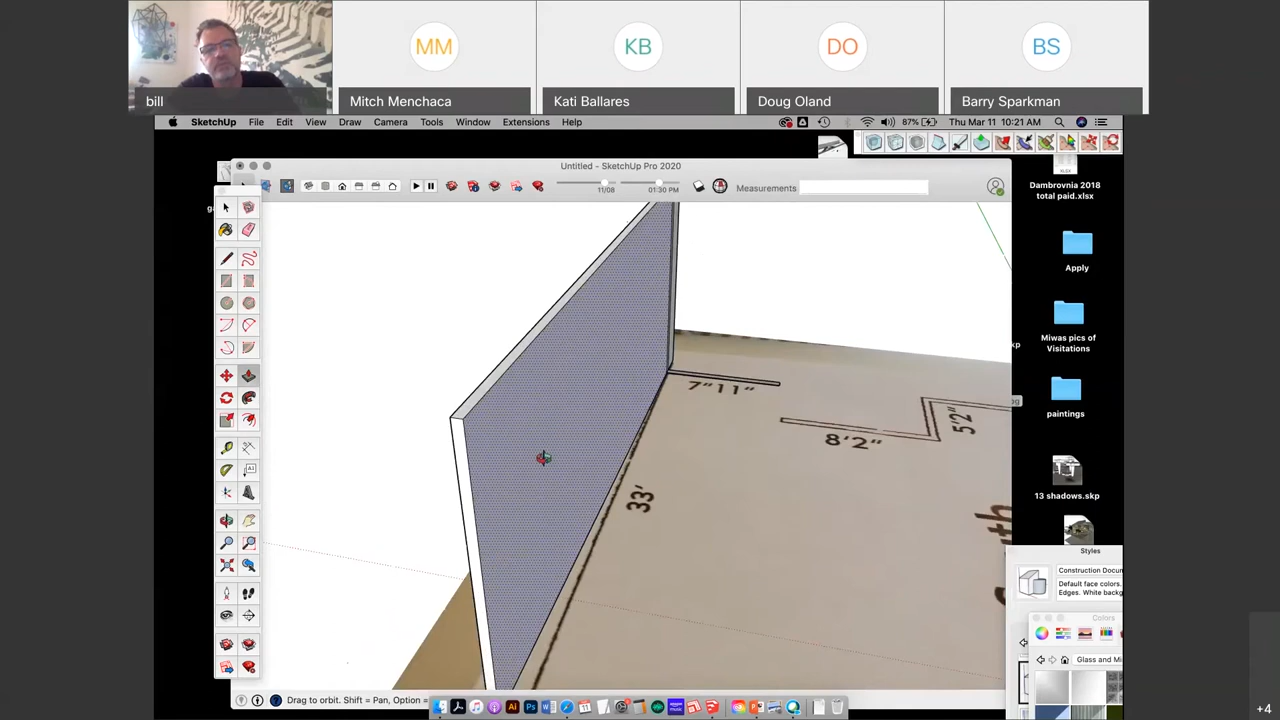 MM
KB
DO
BS
bill
Mitch Menchaca
Kati Ballares
Doug Oland
Barry Sparkman
SketchUp File Edit View Draw Camera Tools Window Extensions Help
87% Thu Mar 11 10:21 AM
Untitled - SketchUp Pro 2020
11/08
01:30 PM
Measurements
Dambrovnia 2018
total paid.xlsx
Apply
Miwas pics of
Visitations
paintings
13 shadows.skp
7"11"
8'2"
5'2"
33'
Styles
Construction Docum
Default face colors.
Edges. White backg
Colors
Glass and Mi
Drag to orbit. Shift = Pan, Option =
+4